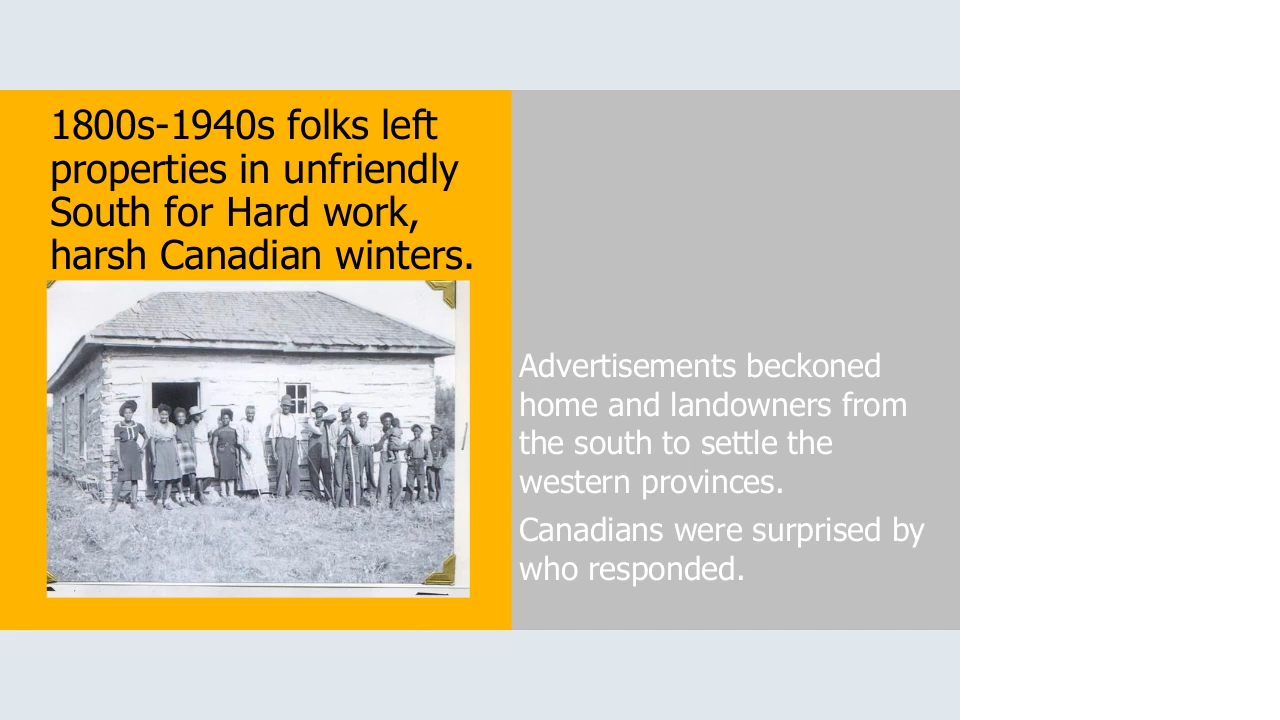 1800s-1940s folks left
properties in unfriendly
South for Hard work,
harsh Canadian winters.
Advertisements beckoned
home and landowners from
the south to settle the
western provinces.
Canadians were surprised by
who responded.